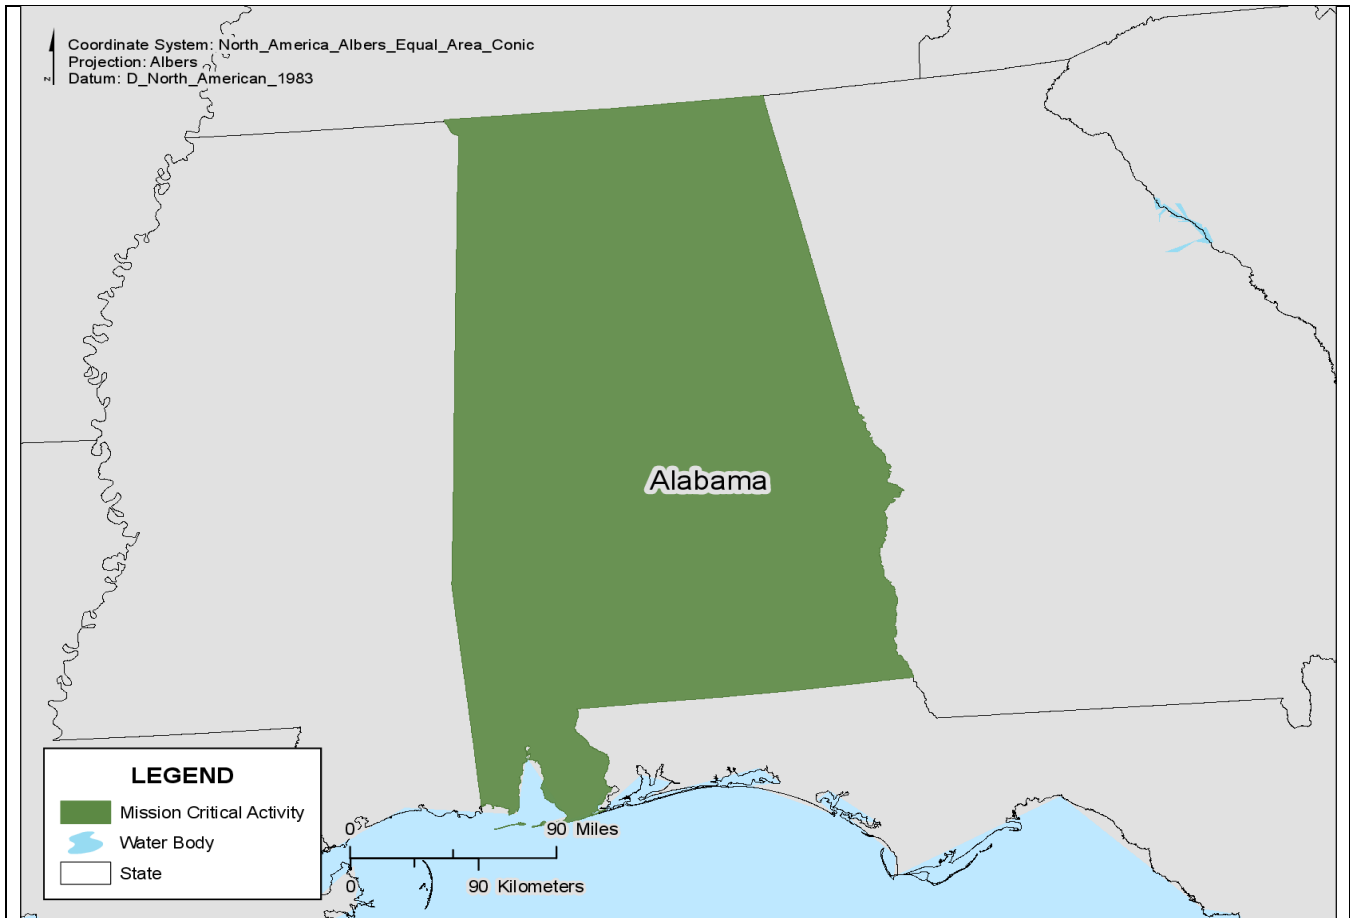 Coordinate System: North_America_Albers_Equal_Area_Conic
Projection: Albers
Datum: D_North_American_1983
N
Alabama
LEGEND
Mission Critical Activity
Water Body
State
0 90 Miles
0 90 Kilometers